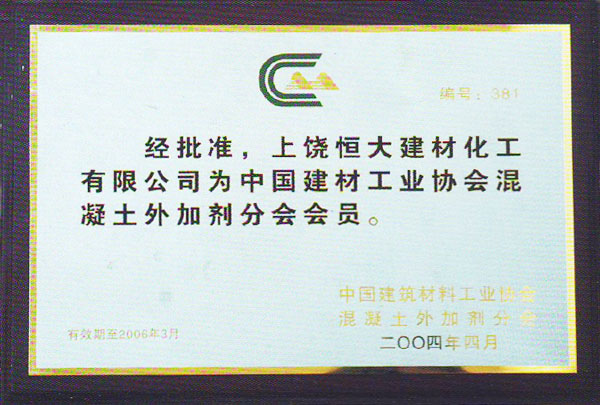 编号：381
经批准，上饶恒大建材化工
有限公司为中国建材工业协会混
凝土外加剂分会会员。
中国建筑材料工业协会
混凝土外加剂分会
有效期至2006年3月
二〇〇四年四月